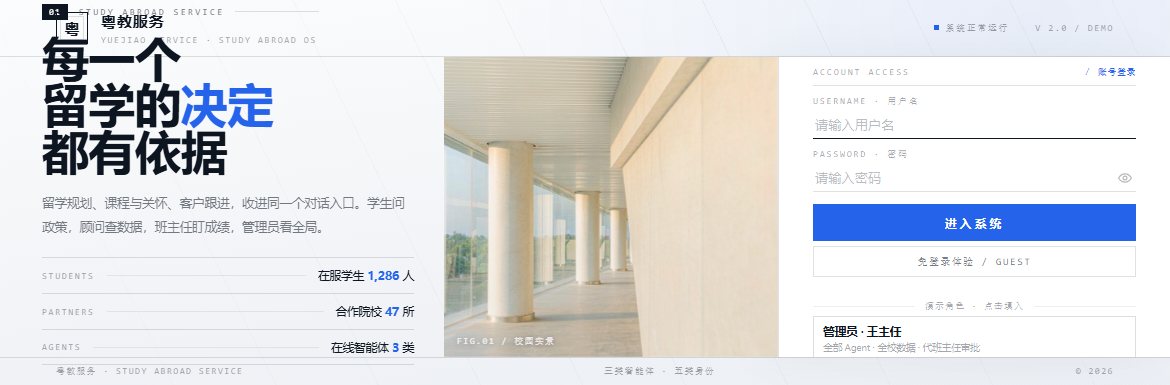 01 STUDY ABROAD SERVICE
粤
粤教服务
YUEJIAO SERVICE · STUDY ABROAD OS
系统正常运行
V 2.0 / DEMO
每一个
留学的决定
都有依据
留学规划、课程与关怀、客户跟进，收进同一个对话入口。学生问
政策，顾问查数据，班主任盯成绩，管理员看全局。
STUDENTS 在服学生 1,286 人
PARTNERS 合作院校 47 所
AGENTS 在线智能体 3 类
FIG.01 / 校园实景
ACCOUNT ACCESS / 账号登录
USERNAME · 用户名
请输入用户名
PASSWORD · 密码
请输入密码
进入系统
免登录体验 / GUEST
演示角色 · 点击填入
管理员 · 王主任
全部 Agent · 全校数据 · 代班主任审批
粤教服务 · STUDY ABROAD SERVICE
三类智能体 · 五类身份
© 2026